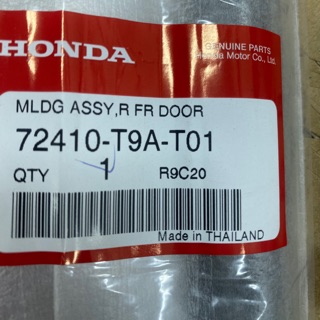 HONDA
GENUINE PARTS
Honda Motor Co., Ltd.
MLDG ASSY,R FR DOOR
72410-T9A-T01
QTY 1 R9C20
Made in THAILAND